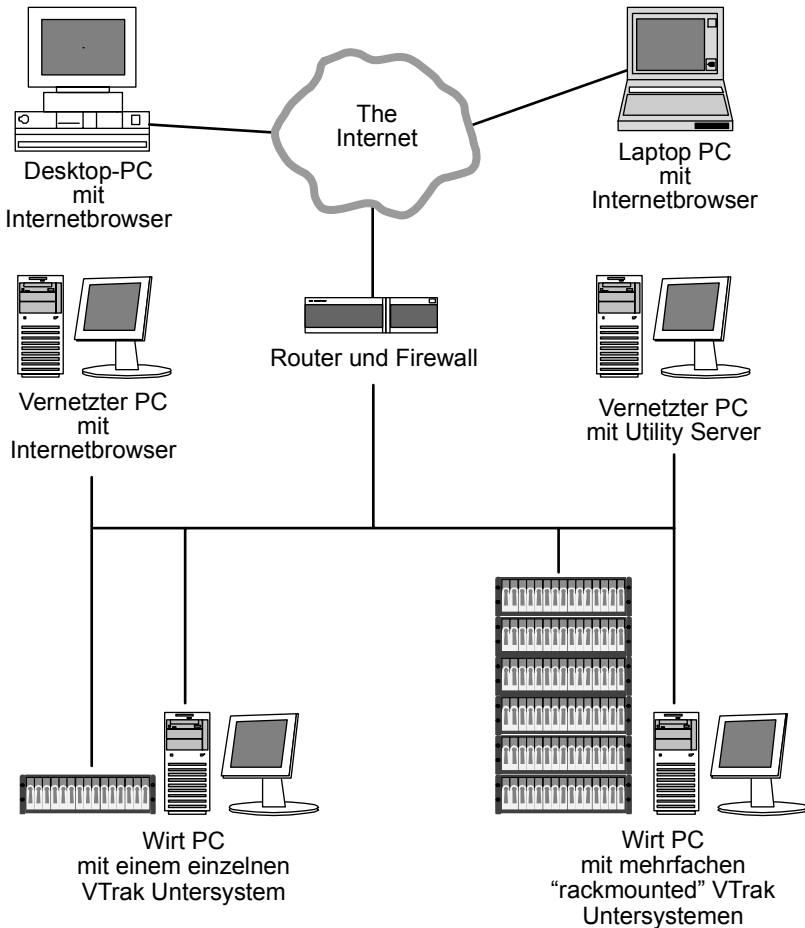 The
Internet
Desktop-PC
mit
Internetbrowser
Laptop PC
mit
Internetbrowser
Router und Firewall
Vernetzter PC
mit
Internetbrowser
Vernetzter PC
mit Utility Server
Wirt PC
mit einem einzelnen
VTrak Untersystem
Wirt PC
mit mehrfachen
“rackmounted” VTrak
Untersystemen